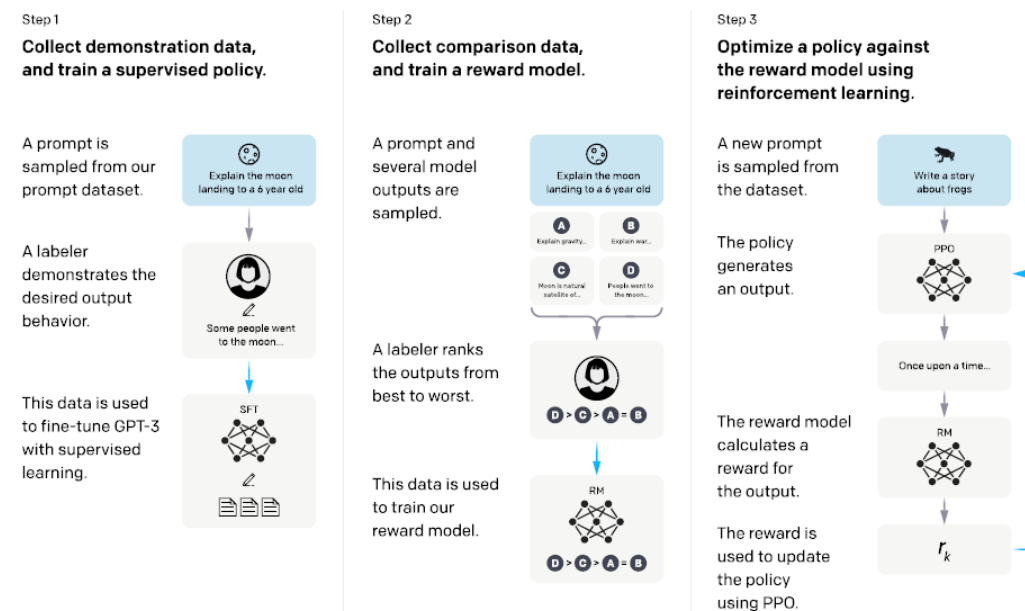 Step 1
Collect demonstration data,
and train a supervised policy.
A prompt is
sampled from our
prompt dataset.
Explain the moon
landing to a 6 year old
A labeler
demonstrates the
desired output
behavior.
Some people went
to the moon...
This data is used
to fine-tune GPT-3
with supervised
learning.
SFT
Step 2
Collect comparison data,
and train a reward model.
A prompt and
several model
outputs are
sampled.
Explain the moon
landing to a 6 year old
A
Explain gravity...
B
Explain war...
C
Moon is natural
satellite of...
D
People went to
the moon...
A labeler ranks
the outputs from
best to worst.
D > C > A = B
This data is used
to train our
reward model.
RM
D > C > A = B
Step 3
Optimize a policy against
the reward model using
reinforcement learning.
A new prompt
is sampled from
the dataset.
Write a story
about frogs
The policy
generates
an output.
PPO
Once upon a time...
The reward model
calculates a
reward for
the output.
RM
The reward is
used to update
the policy
using PPO.
r_k